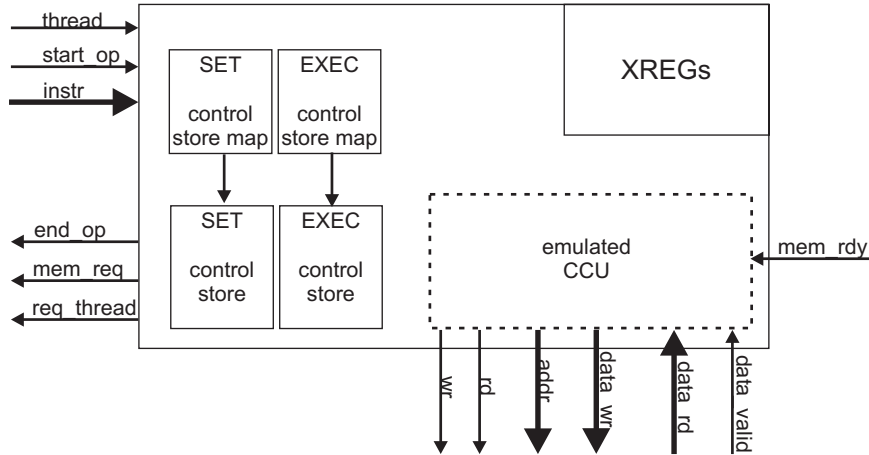 thread
start_op
instr
SET
control
store map
EXEC
control
store map
XREGs
SET
control
store
EXEC
control
store
end_op
mem_req
req_thread
emulated
CCU
mem_rdy
wr
rd
addr
data_wr
data_rd
data_valid